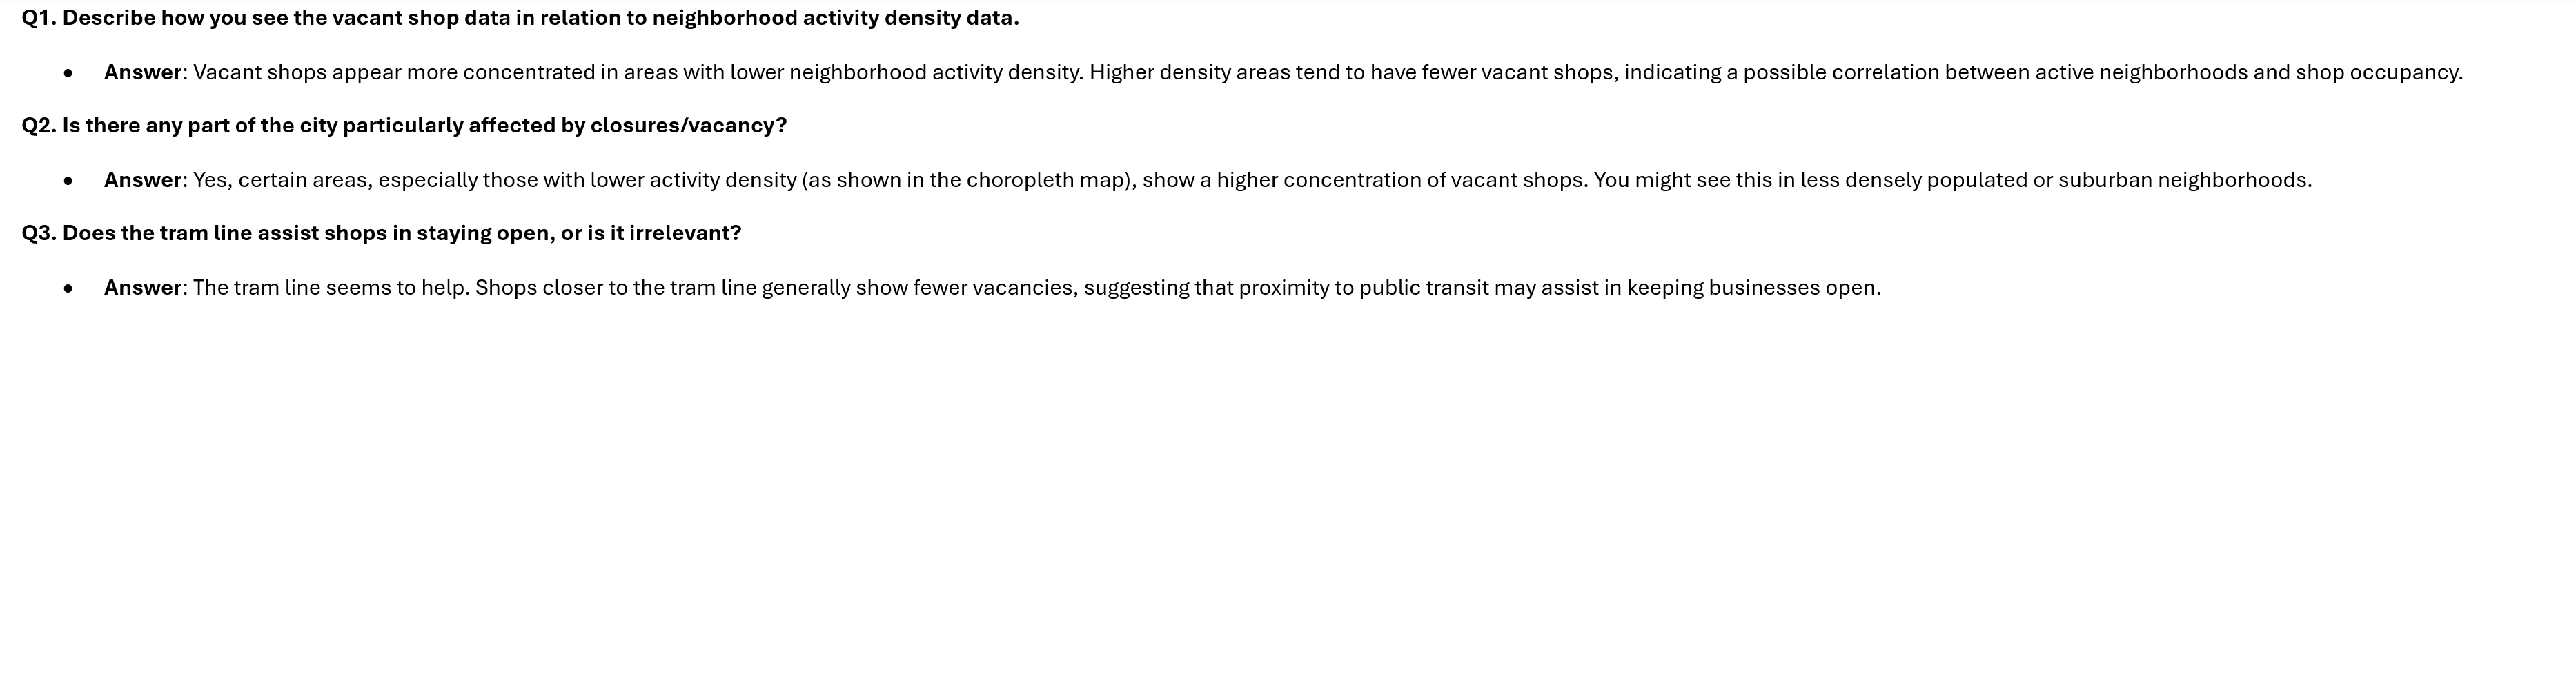 Q1. Describe how you see the vacant shop data in relation to neighborhood activity density data.
• Answer: Vacant shops appear more concentrated in areas with lower neighborhood activity density. Higher density areas tend to have fewer vacant shops, indicating a possible correlation between active neighborhoods and shop occupancy.
Q2. Is there any part of the city particularly affected by closures/vacancy?
• Answer: Yes, certain areas, especially those with lower activity density (as shown in the choropleth map), show a higher concentration of vacant shops. You might see this in less densely populated or suburban neighborhoods.
Q3. Does the tram line assist shops in staying open, or is it irrelevant?
• Answer: The tram line seems to help. Shops closer to the tram line generally show fewer vacancies, suggesting that proximity to public transit may assist in keeping businesses open.